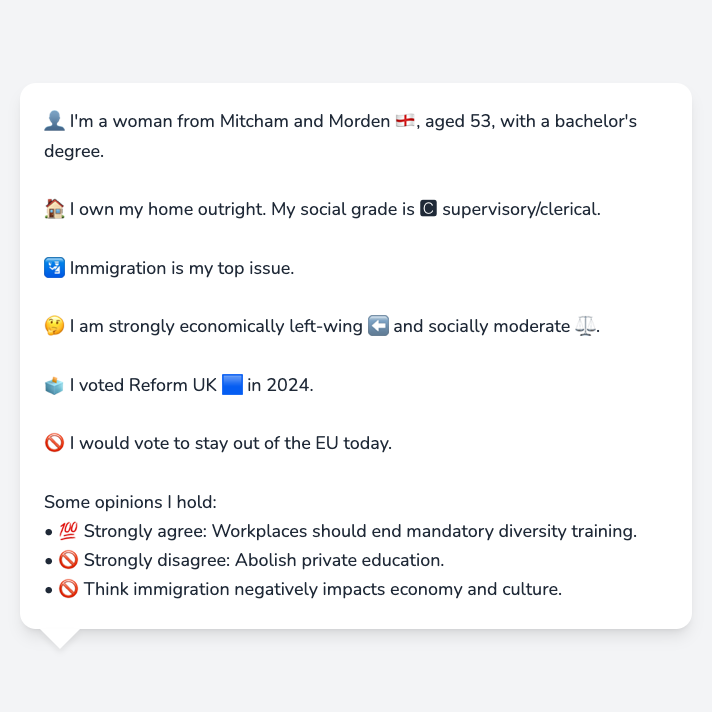 👤 I'm a woman from Mitcham and Morden 🏴󠁧󠁢󠁥󠁮󠁧󠁿, aged 53, with a bachelor's
degree.
🏠 I own my home outright. My social grade is 🅲 supervisory/clerical.
🛂 Immigration is my top issue.
🤔 I am strongly economically left-wing ⬅️ and socially moderate ⚖️.
🗳️ I voted Reform UK 🟦 in 2024.
🚫 I would vote to stay out of the EU today.
Some opinions I hold:
• 💯 Strongly agree: Workplaces should end mandatory diversity training.
• 🚫 Strongly disagree: Abolish private education.
• 🚫 Think immigration negatively impacts economy and culture.